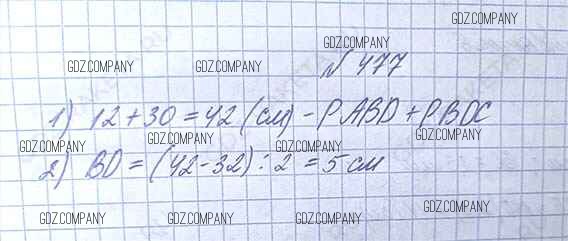 GDZ.COMPANY
№ 477
GDZ.COMPANY GDZ.COMPANY GDZ.COMPANY
1) 12 + 30 = 42 (см) - P ABD + P BDC
GDZ.COMPANY GDZ.COMPANY GDZ.COMPANY GDZ.COMPANY
2) BD = (42 - 32) : 2 = 5 см
GDZ.COMPANY GDZ.COMPANY GDZ.COMPANY GDZ.COMPANY